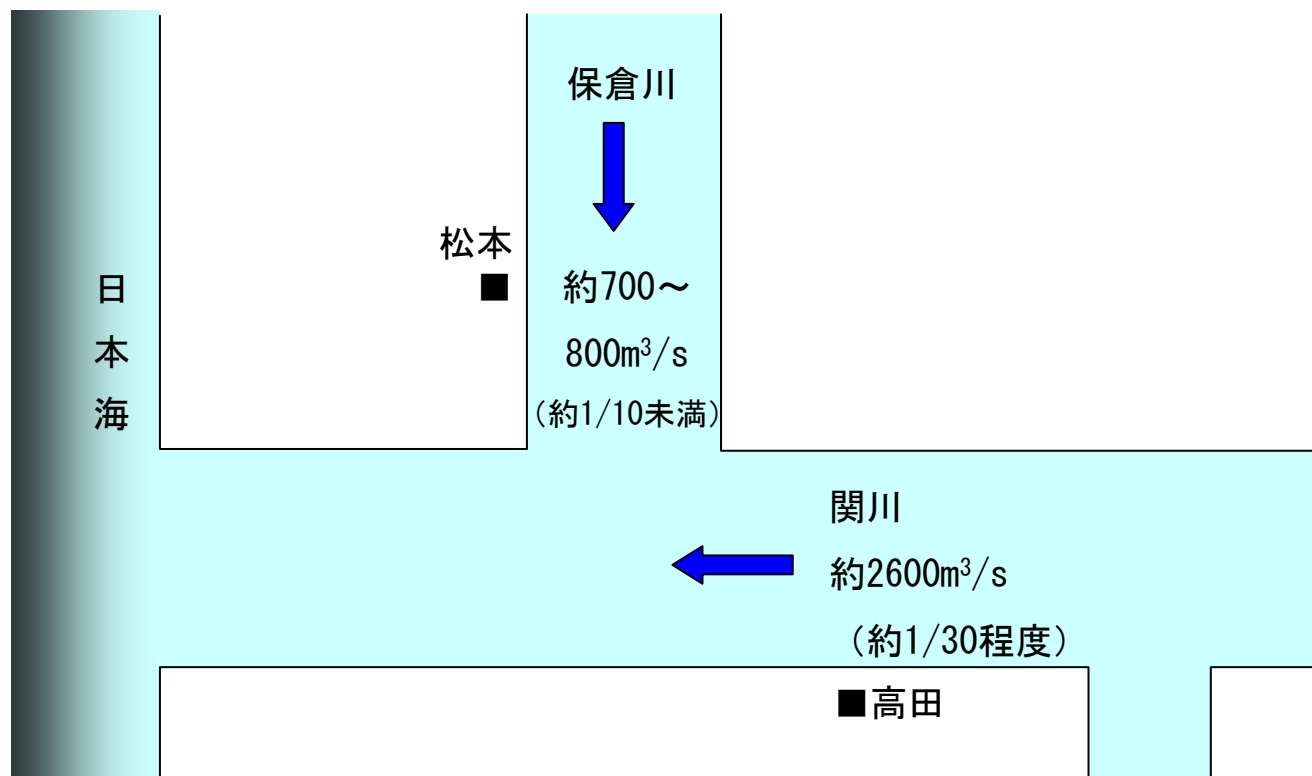 保倉川
松本
■
約700～
800m³/s
（約1/10未満）
日本海
関川
約2600m³/s
（約1/30程度）
■高田